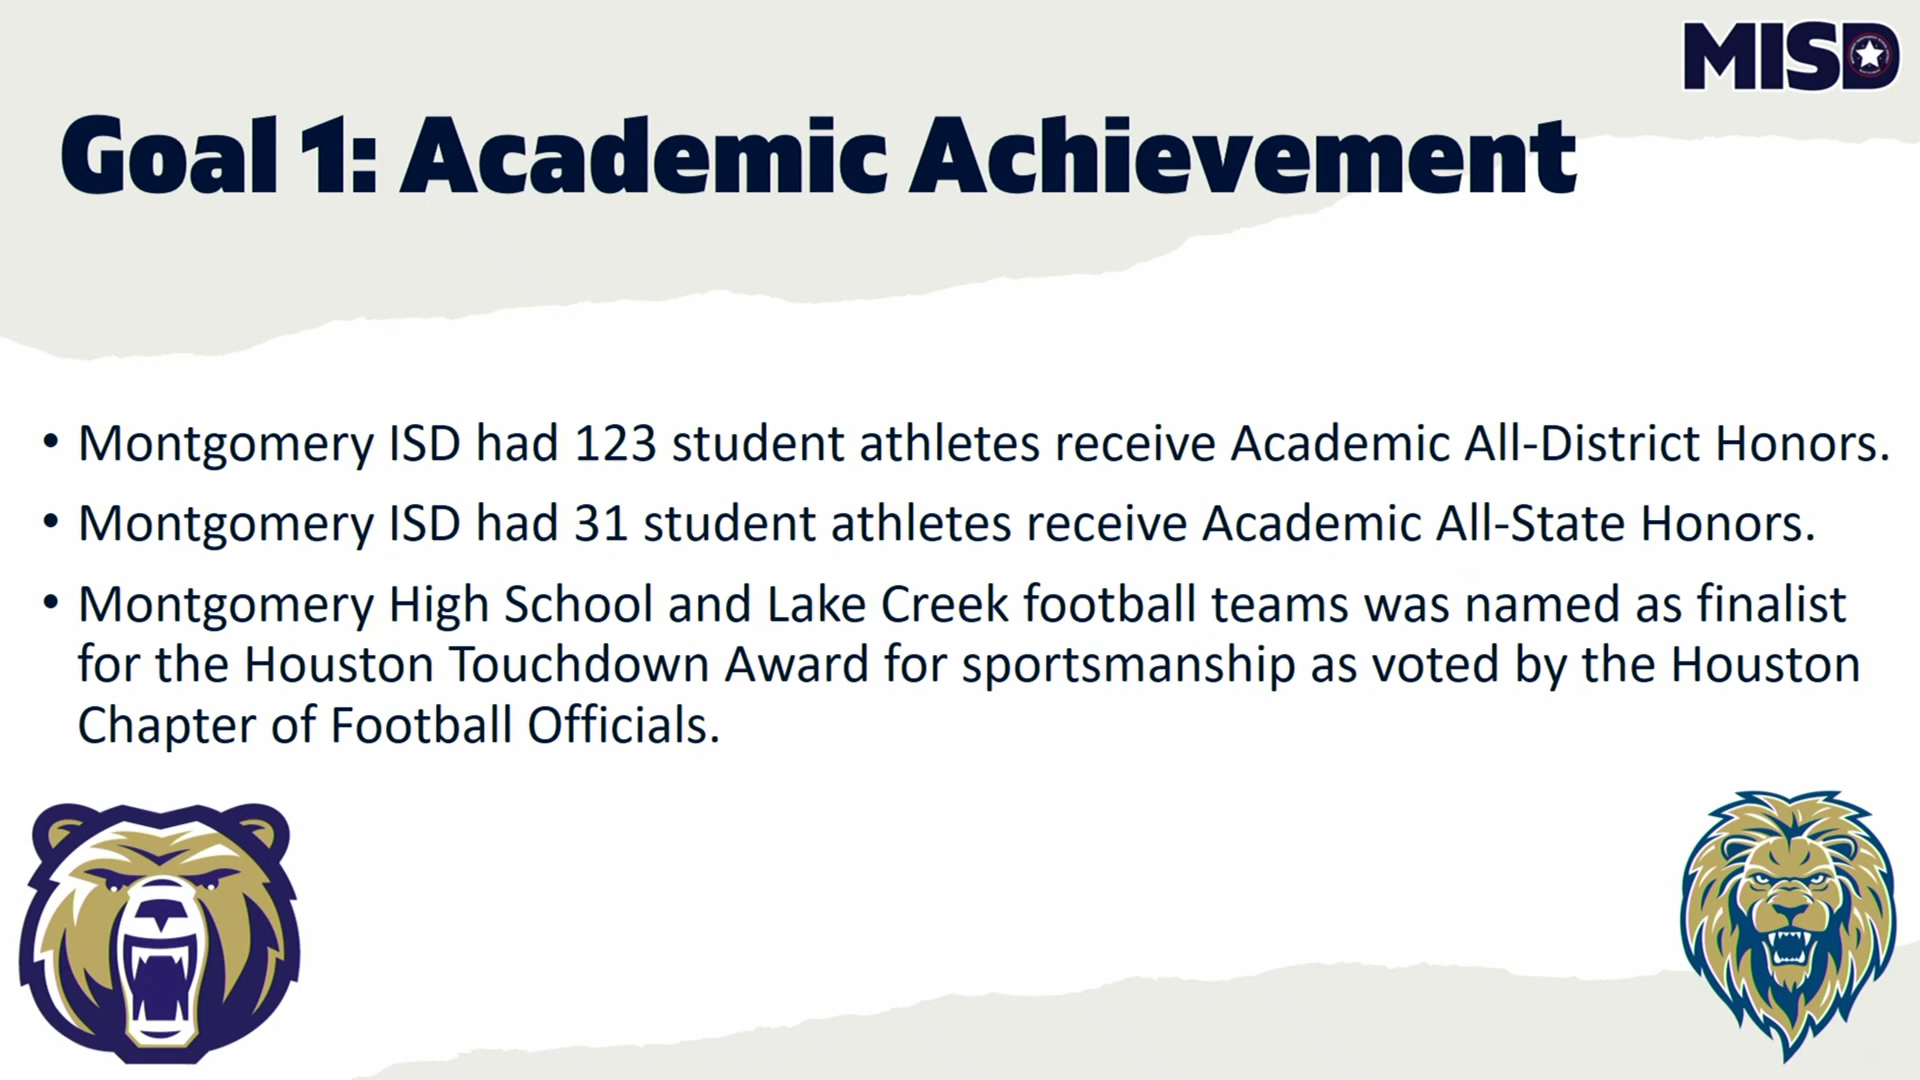 MISD
Goal 1: Academic Achievement
• Montgomery ISD had 123 student athletes receive Academic All-District Honors.
• Montgomery ISD had 31 student athletes receive Academic All-State Honors.
• Montgomery High School and Lake Creek football teams was named as finalist
for the Houston Touchdown Award for sportsmanship as voted by the Houston
Chapter of Football Officials.